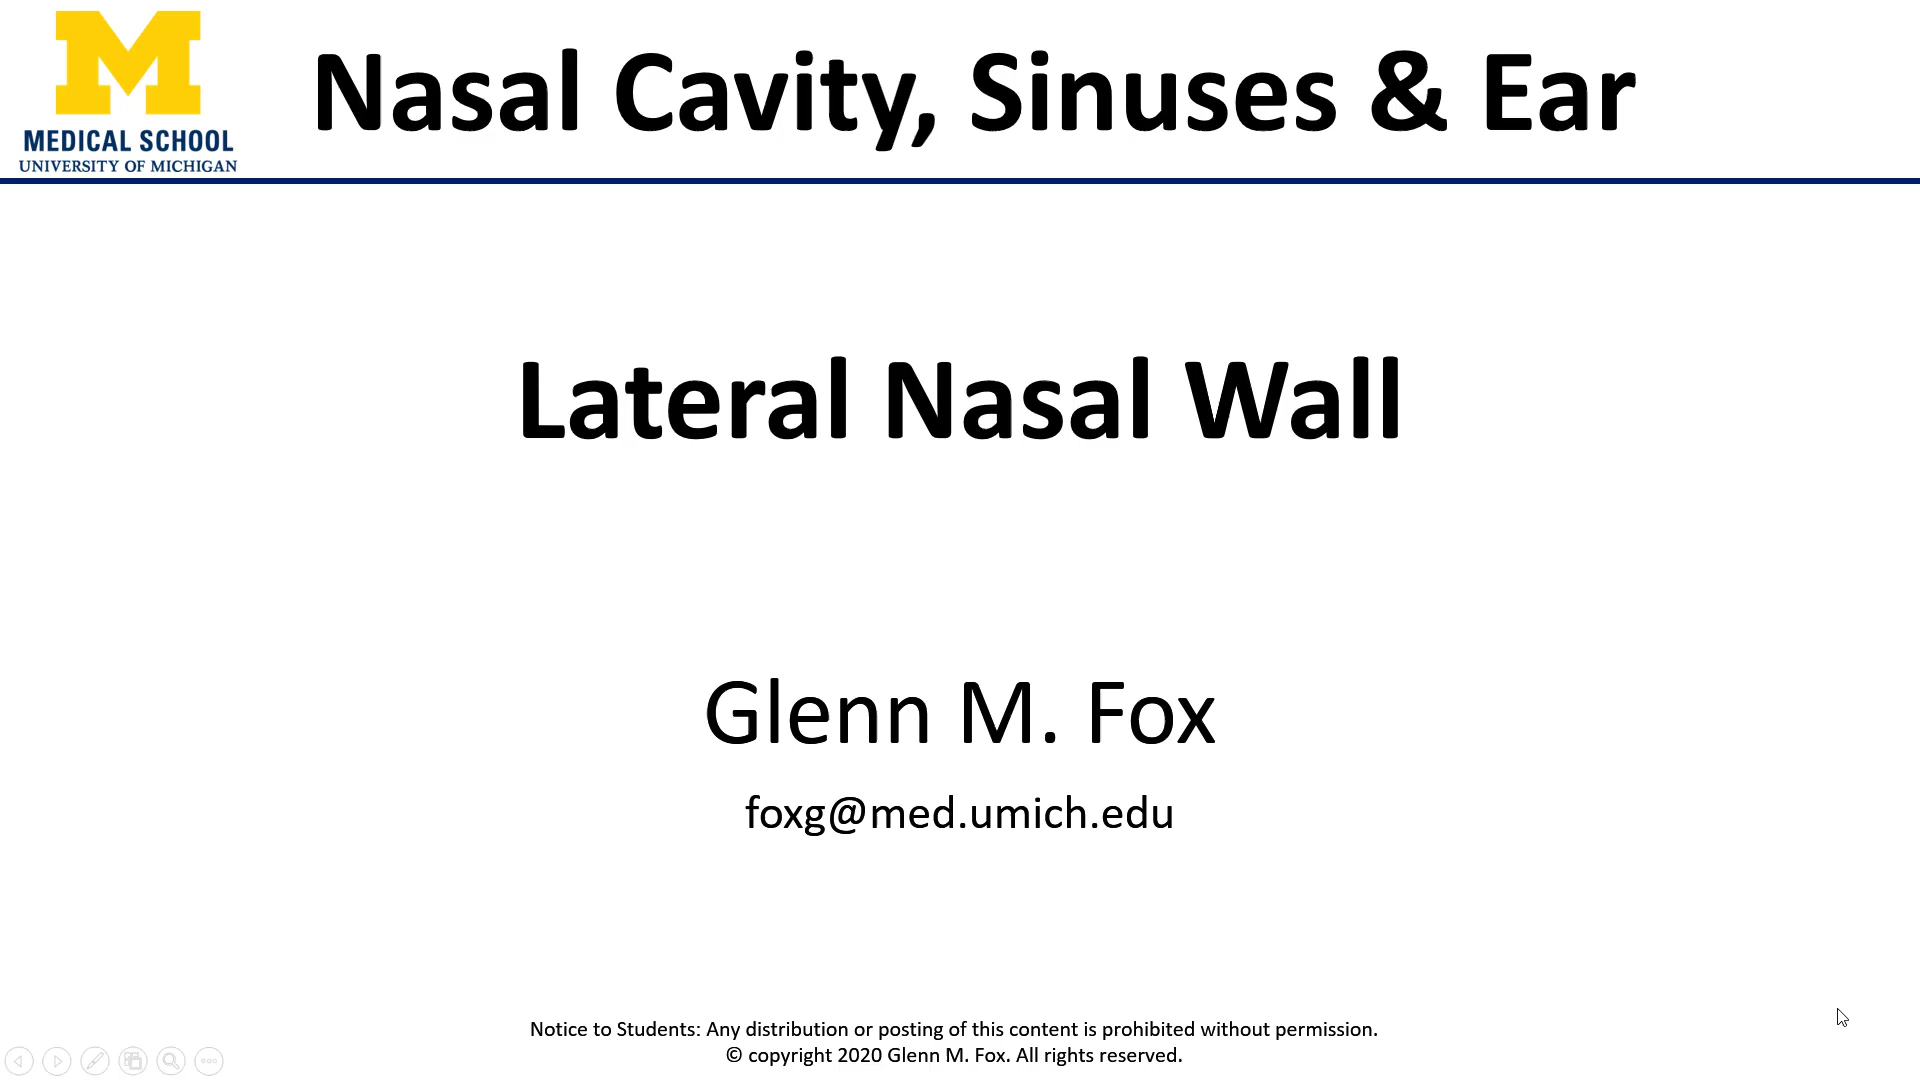 M
MEDICAL SCHOOL
UNIVERSITY OF MICHIGAN
Nasal Cavity, Sinuses & Ear
Lateral Nasal Wall
Glenn M. Fox
foxg@med.umich.edu
Notice to Students: Any distribution or posting of this content is prohibited without permission.
© copyright 2020 Glenn M. Fox. All rights reserved.